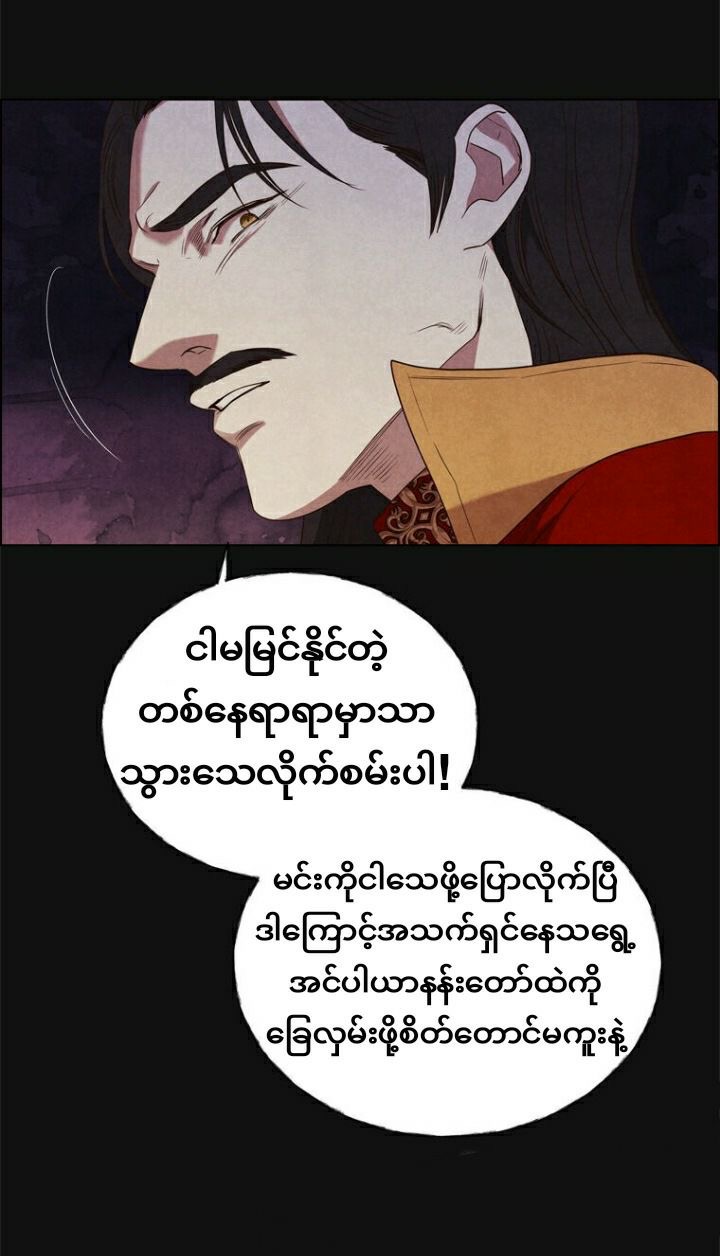 ငါမမြင်နိုင်တဲ့
တစ်နေရာရာမှာသာ
သွားသေလိုက်စမ်းပါ!
မင်းကိုငါသေဖို့ပြောလိုက်ပြီ
ဒါကြောင့်အသက်ရှင်နေသရွေ့
အင်ပါယာနန်းတော်ထဲကို
ခြေလှမ်းဖို့စိတ်တောင်မကူးနဲ့